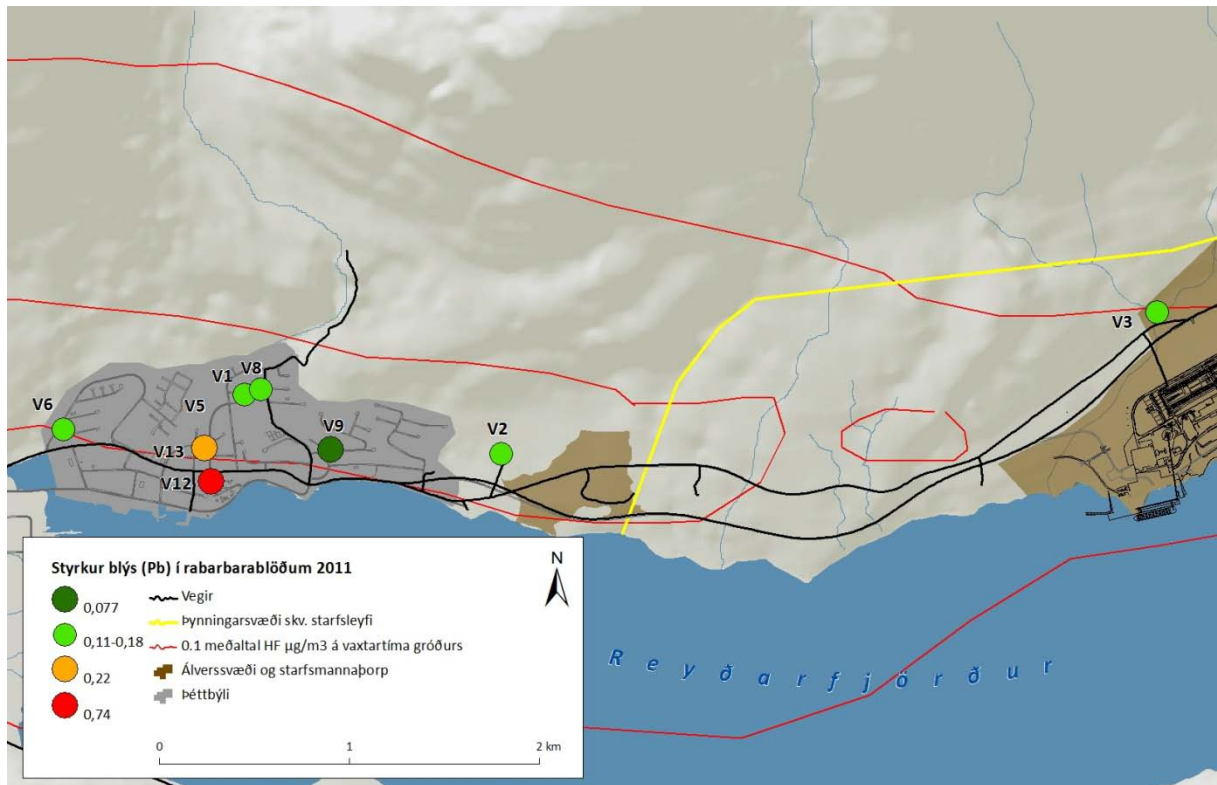 V3
V8
V1
V6
V5
V9
V2
V13
V12
Styrkur blýs (Pb) í rabarbarablöðum 2011
0,077
0,11-0,18
0,22
0,74
Vegir
Þynningarsvæði skv. starfsleyfi
0.1 meðaltal HF µg/m3 á vaxtartíma gróðurs
Álverssvæði og starfsmannaþorp
Þéttbýli
N
0 1 2 km
Reyðarfjörður